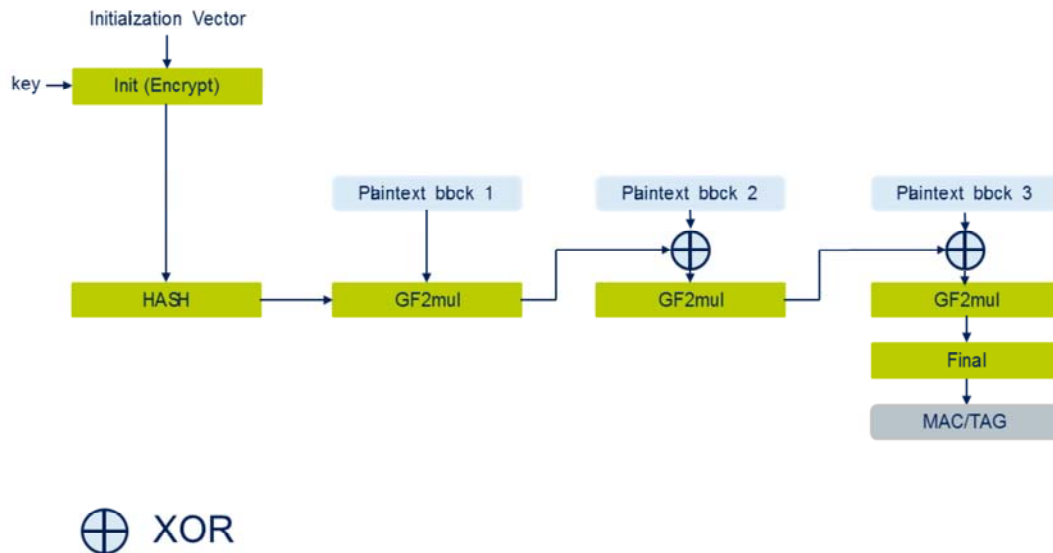 Initialzation Vector
key
Init (Encrypt)
Plaintext bbck 1
Plaintext bbck 2
Plaintext bbck 3
HASH
GF2mul
GF2mul
GF2mul
Final
MAC/TAG
XOR